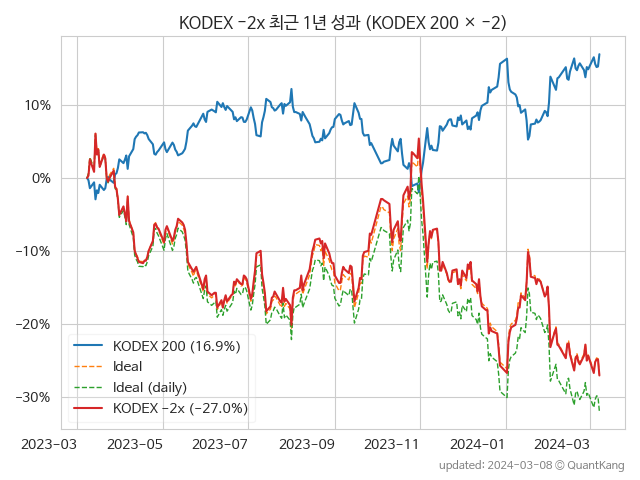 KODEX −2x 최근 1년 성과 (KODEX 200 × −2)
10%
0%
−10%
−20%
−30%
KODEX 200 (16.9%)
Ideal
Ideal (daily)
KODEX −2x (−27.0%)
2023−03 2023−05 2023−07 2023−09 2023−11 2024−01 2024−03
updated: 2024−03−08 © QuantKang